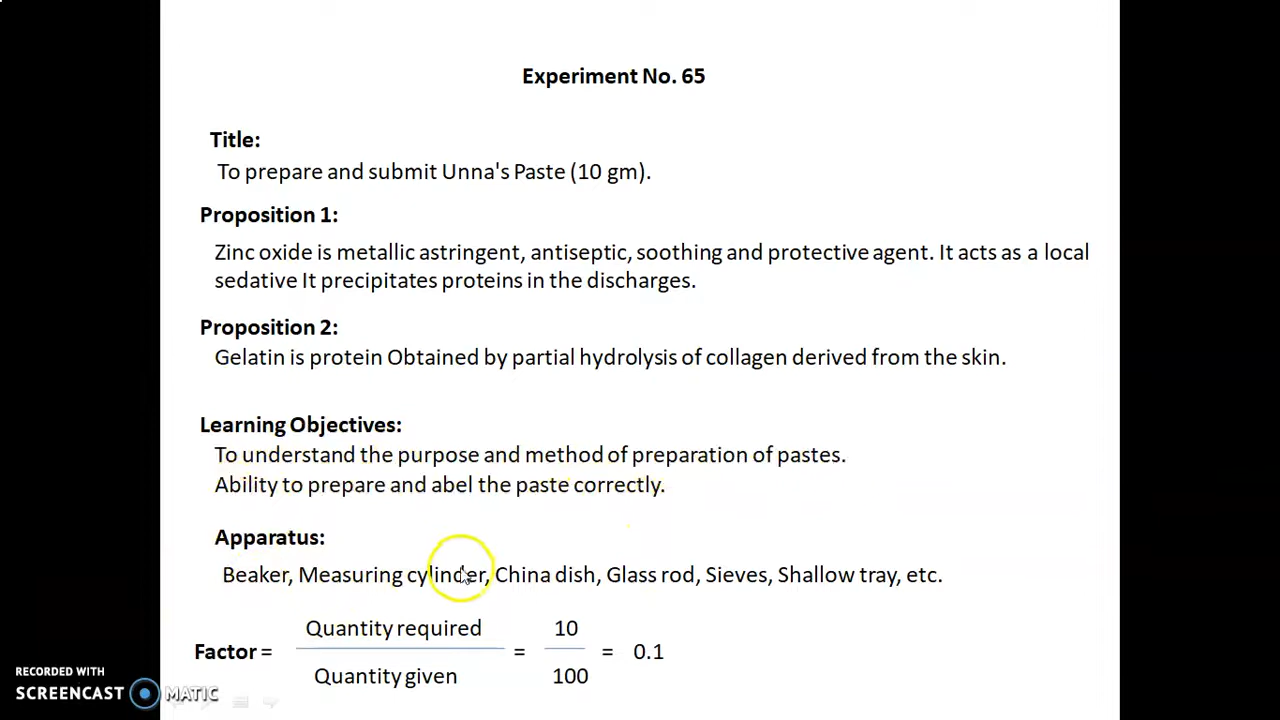 Experiment No. 65
Title:
To prepare and submit Unna's Paste (10 gm).
Proposition 1:
Zinc oxide is metallic astringent, antiseptic, soothing and protective agent. It acts as a local
sedative It precipitates proteins in the discharges.
Proposition 2:
Gelatin is protein Obtained by partial hydrolysis of collagen derived from the skin.
Learning Objectives:
To understand the purpose and method of preparation of pastes.
Ability to prepare and abel the paste correctly.
Apparatus:
Beaker, Measuring cylinder, China dish, Glass rod, Sieves, Shallow tray, etc.
Quantity required 10
Factor = = = 0.1
Quantity given 100
RECORDED WITH
SCREENCAST MATIC